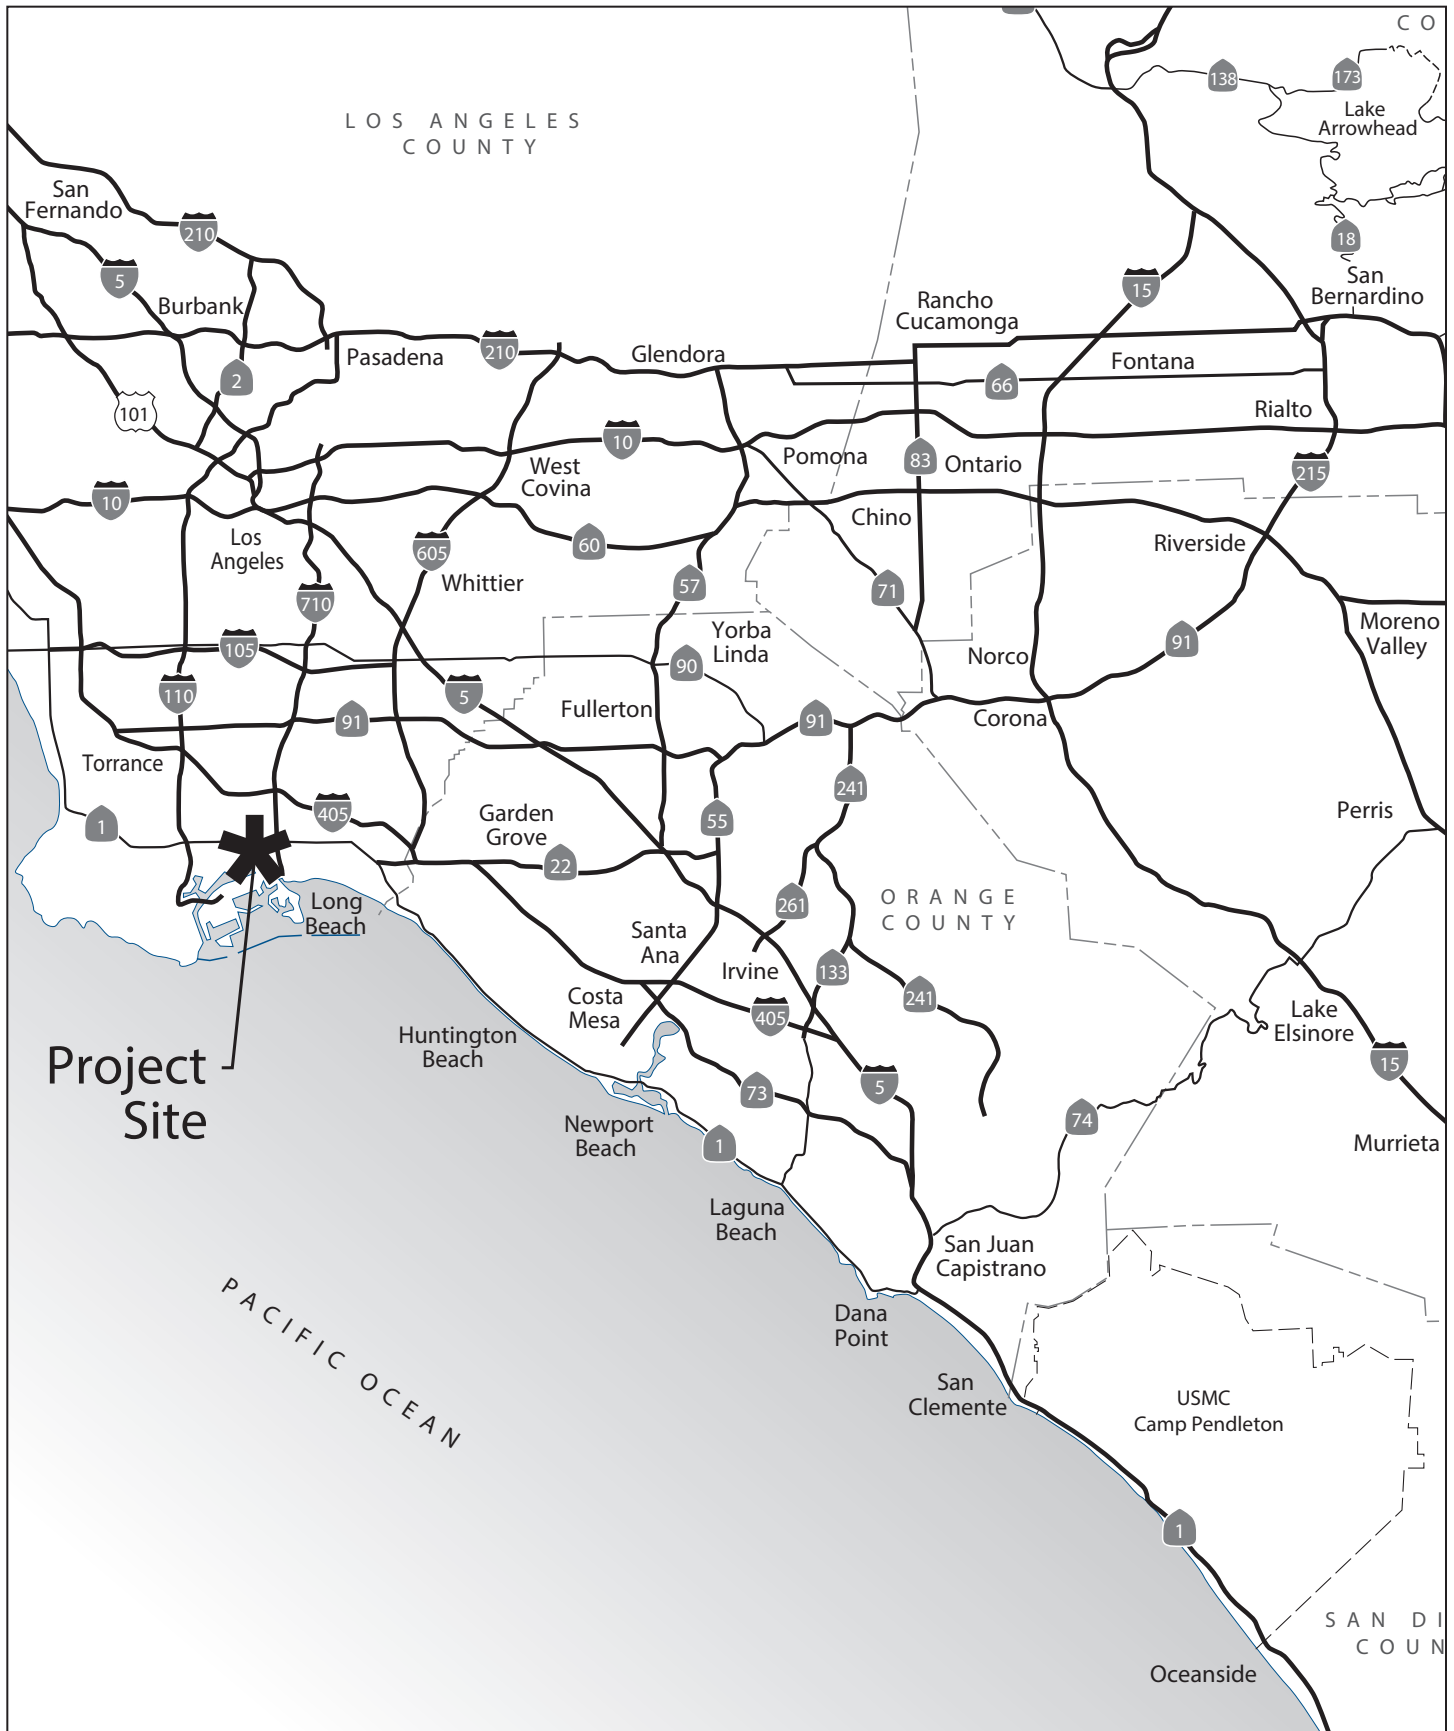 CO
138
173
Lake
Arrowhead
LOS ANGELES
COUNTY
San
Fernando
210
18
5
San
Bernardino
15
Burbank
Rancho
Cucamonga
Pasadena
210
Glendora
Fontana
2
66
101
Rialto
10
Pomona
83
Ontario
West
Covina
215
10
Chino
Los
Angeles
60
Riverside
605
Whittier
57
71
710
Moreno
Valley
Yorba
Linda
105
90
Norco
91
110
5
Fullerton
91
91
Corona
Torrance
241
405
Garden
Grove
55
Perris
1
22
261
ORANGE
COUNTY
Long
Beach
Santa
Ana
Irvine
133
241
Costa
Mesa
405
Lake
Elsinore
Huntington
Beach
Project
Site
15
5
73
74
Newport
Beach
1
Murrieta
Laguna
Beach
San Juan
Capistrano
PACIFIC OCEAN
Dana
Point
San
Clemente
USMC
Camp Pendleton
1
SAN DI
COUN
Oceanside